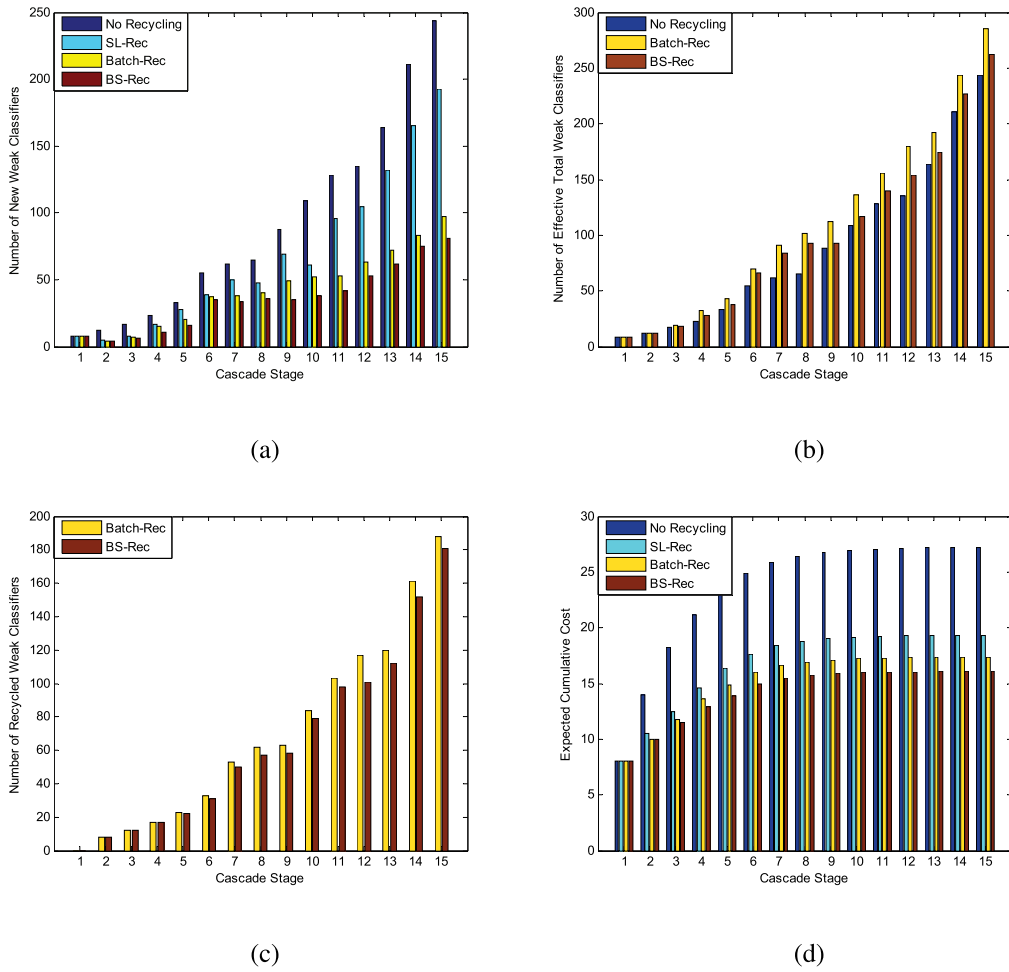 250
200
150
100
50
0
Number of New Weak Classifiers
No Recycling
SL-Rec
Batch-Rec
BS-Rec
1 2 3 4 5 6 7 8 9 10 11 12 13 14 15
Cascade Stage
(a)
300
250
200
150
100
50
0
Number of Effective Total Weak Classifiers
No Recycling
Batch-Rec
BS-Rec
1 2 3 4 5 6 7 8 9 10 11 12 13 14 15
Cascade Stage
(b)
200
180
160
140
120
100
80
60
40
20
0
Number of Recycled Weak Classifiers
Batch-Rec
BS-Rec
1 2 3 4 5 6 7 8 9 10 11 12 13 14 15
Cascade Stage
(c)
30
25
20
15
10
5
0
Expected Cumulative Cost
No Recycling
SL-Rec
Batch-Rec
BS-Rec
1 2 3 4 5 6 7 8 9 10 11 12 13 14 15
Cascade Stage
(d)